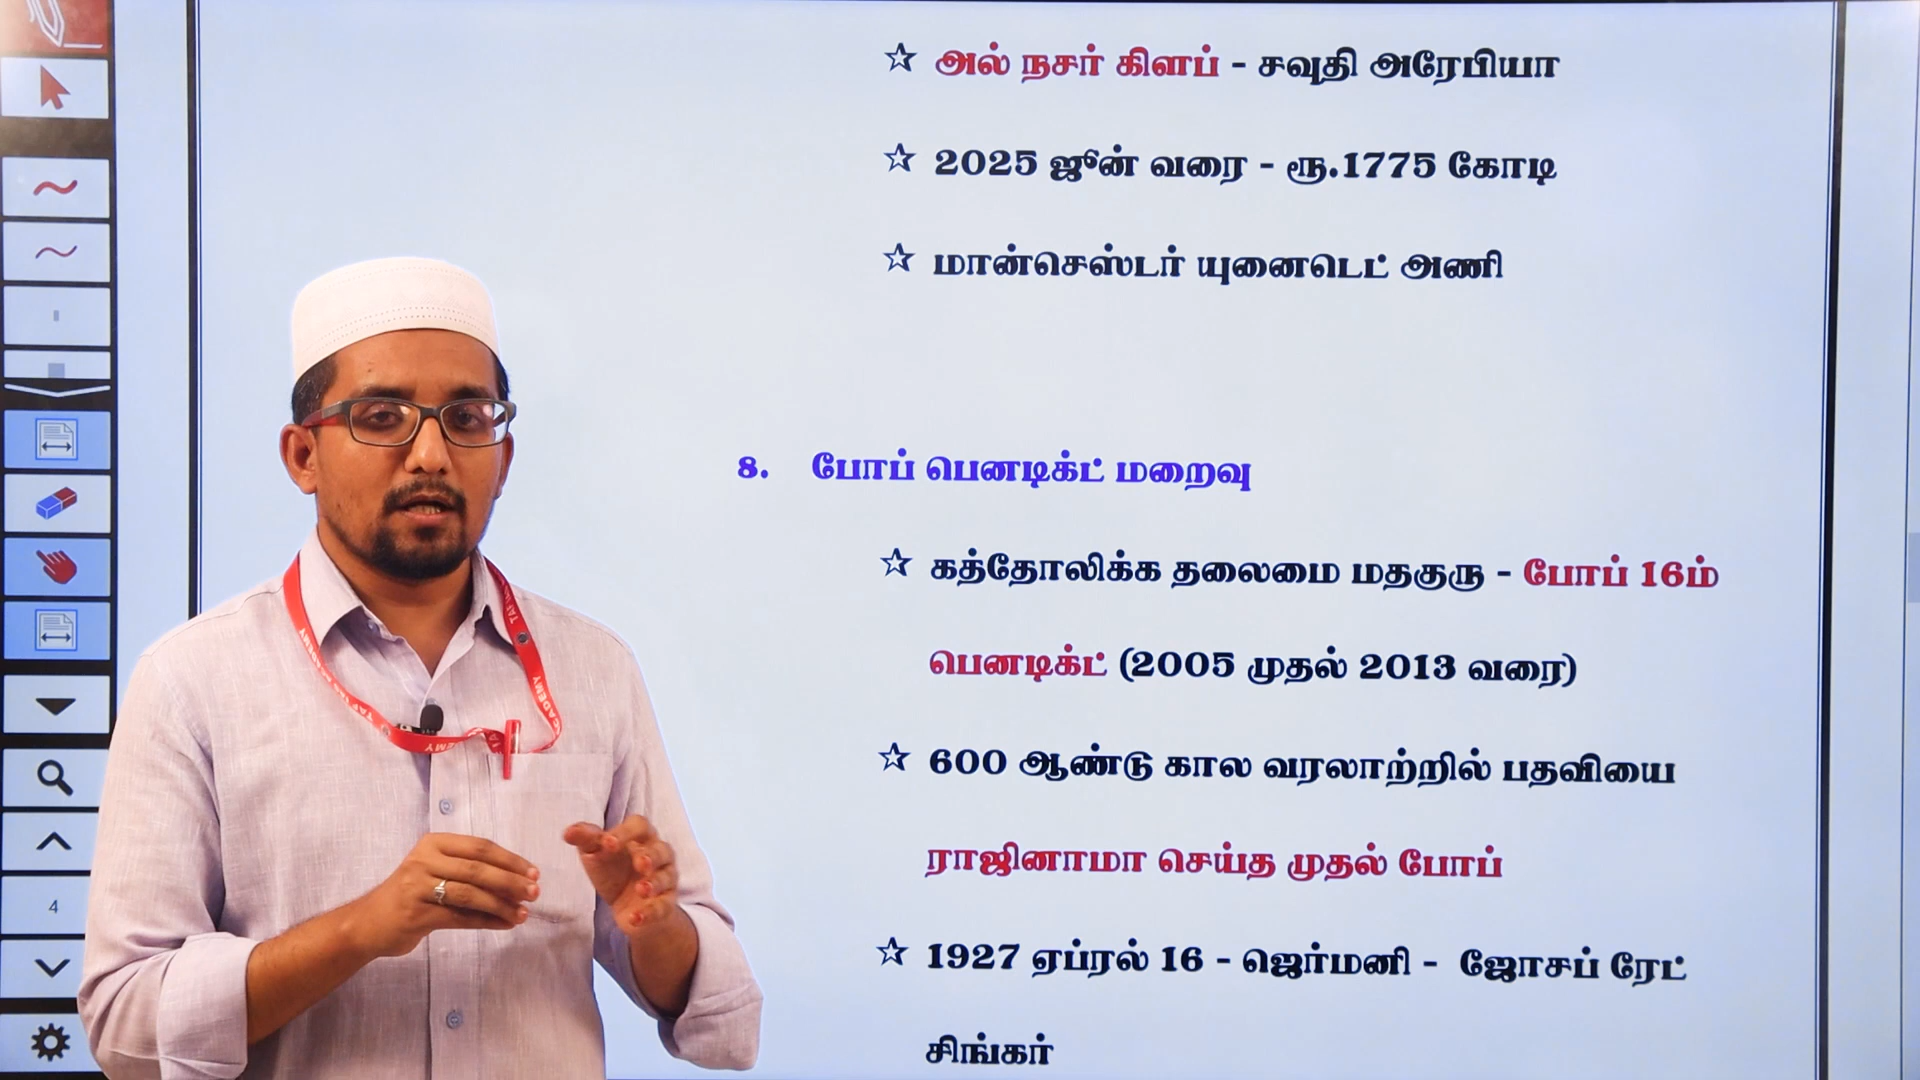 அல் நசர் கிளப் - சவுதி அரேபியா
2025 ஜூன் வரை - ரூ.1775 கோடி
மான்செஸ்டர் யுனைடெட் அணி
8. போப் பெனடிக்ட் மறைவு
கத்தோலிக்க தலைமை மதகுரு - போப் 16ம்
பெனடிக்ட் (2005 முதல் 2013 வரை)
600 ஆண்டு கால வரலாற்றில் பதவியை
ராஜினாமா செய்த முதல் போப்
1927 ஏப்ரல் 16 - ஜெர்மனி - ஜோசப் ரேட்
சிங்கர்
4